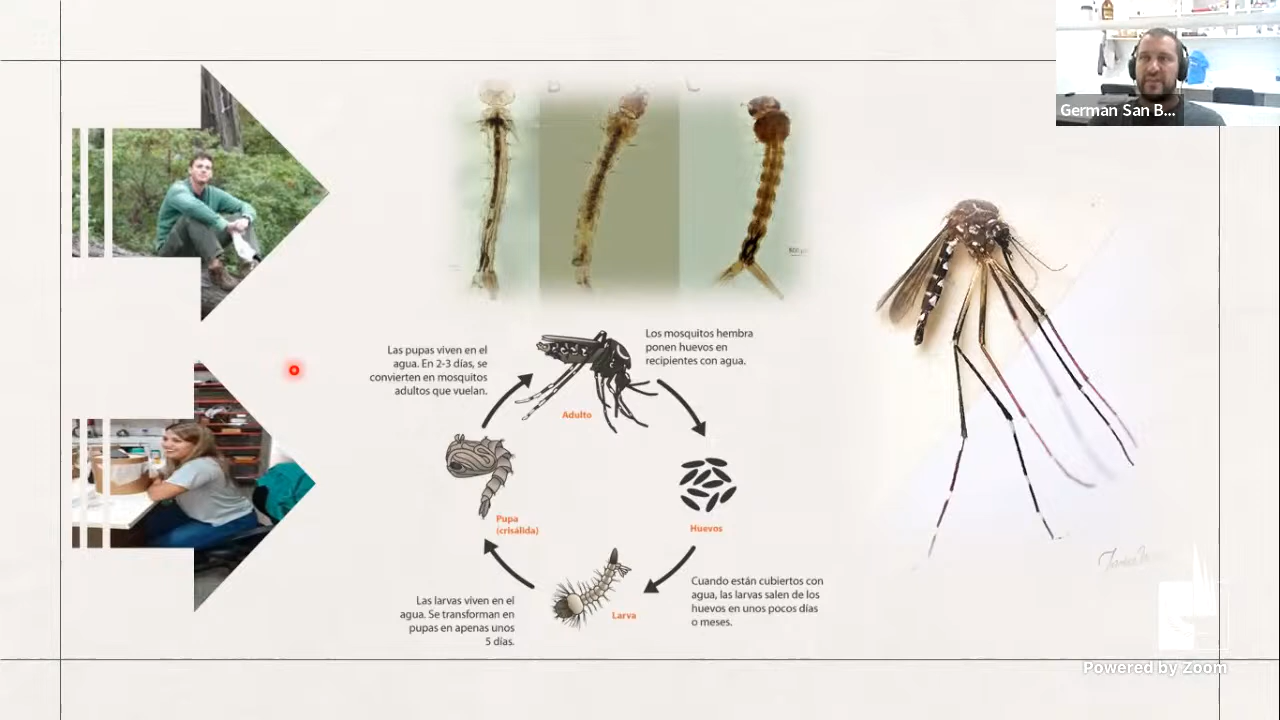 German San B...
Los mosquitos hembra
ponen huevos en
recipientes con agua.
Las pupas viven en el
agua. En 2-3 días, se
convierten en mosquitos
adultos que vuelan.
Adulto
Pupa
(crisálida)
Huevos
Cuando están cubiertos con
agua, las larvas salen de los
huevos en unos pocos días
o meses.
Las larvas viven en el
agua. Se transforman en
pupas en apenas unos
5 días.
Larva
Powered by Zoom